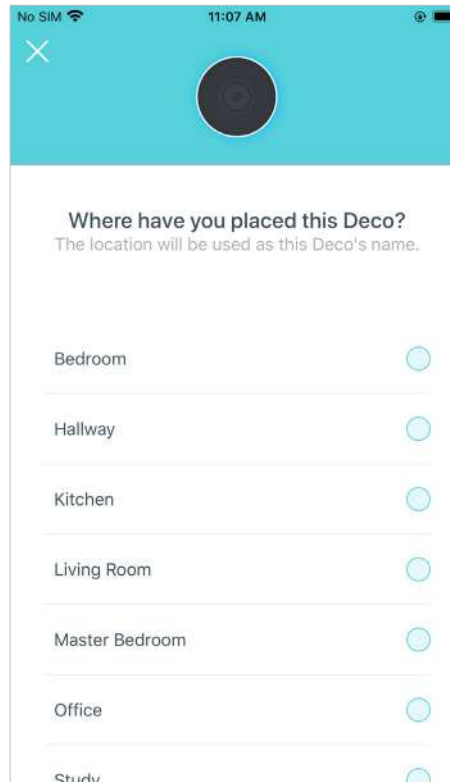 No SIM 11:07 AM
Where have you placed this Deco?
The location will be used as this Deco's name.
Bedroom
Hallway
Kitchen
Living Room
Master Bedroom
Office
Study